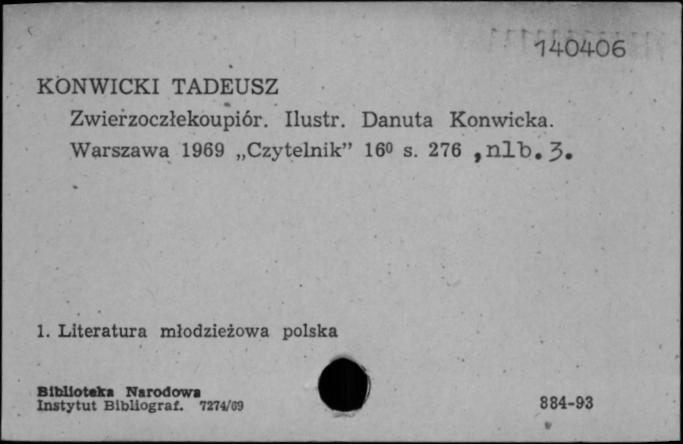 140406
KONWICKI TADEUSZ
Zwierzoczłekoupiór. Ilustr. Danuta Konwicka.
Warszawa 1969 „Czytelnik” 16⁰ s. 276 , nlb. 3.
1. Literatura młodzieżowa polska
Biblioteka Narodowa
Instytut Bibliograf. 7274/69
884-93